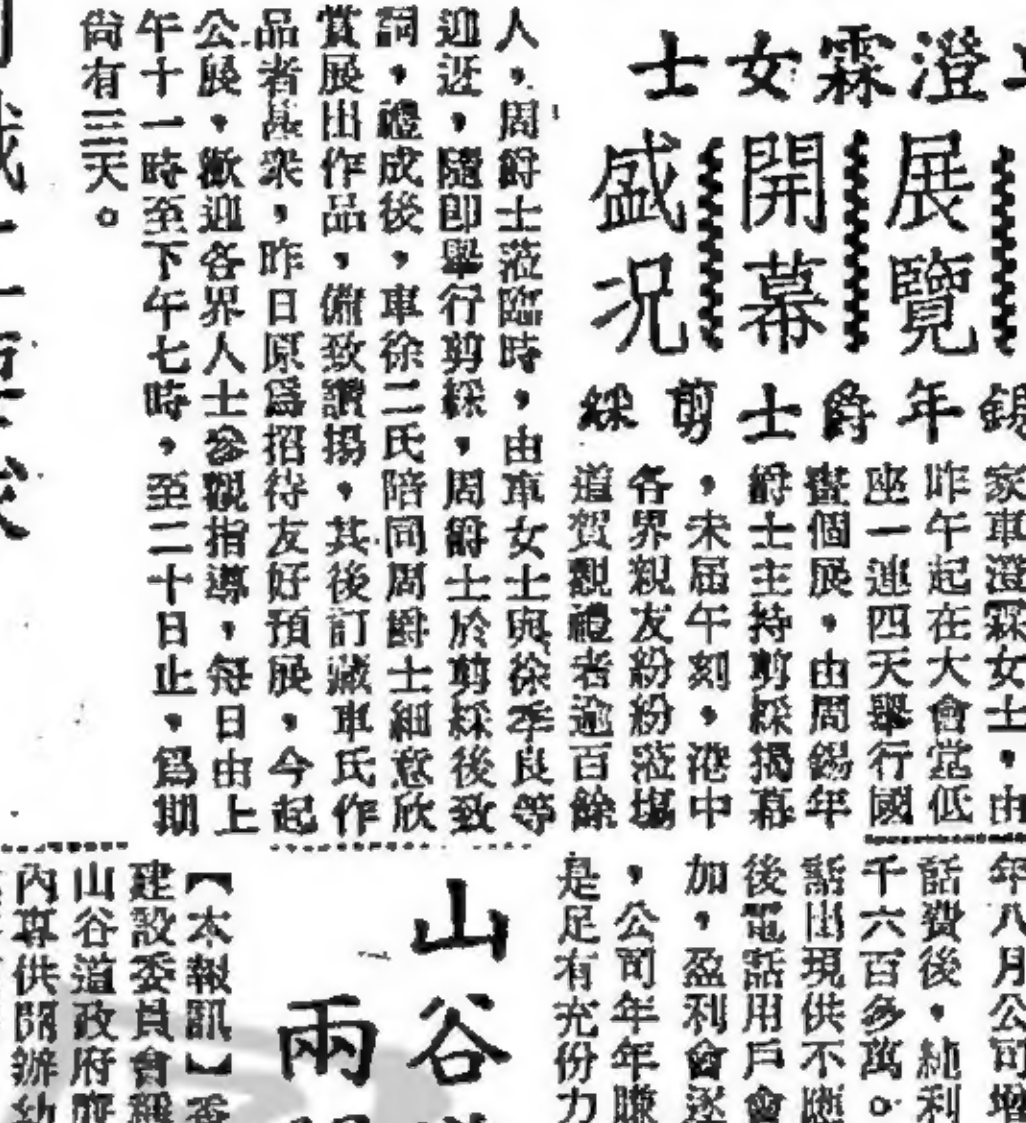 澄霖女士
展覽
開幕
盛況
錫年爵士剪綵
家車澄霖女士,由
昨午起在大會堂低
座一連四天舉行國
畫個展,由周錫年
爵士主持剪綵揭幕
,未屆午刻,港中
各界親友紛紛蒞塲
道賀觀禮者逾百餘
人,周爵士蒞臨時,由車女士與徐季良等
迎迓,隨即舉行剪綵,周爵士於剪綵後致
詞,禮成後,車徐二氏陪同周爵士細意欣
賞展出作品,備致讚揚,其後訂藏車氏作
品者甚衆,昨日原爲招待友好預展,今起
公展,歡迎各界人士參觀指導,每日由上
午十一時至下午七時,至二十日止,爲期
尙有三天。
年八月公司增
話費後,純利
千六百多萬。
話出現供不應
後電話用戶會
加,盈利會逐
,公司年年賺
是足有充份力
山谷
兩
【本報訊】香
建設委員會
山谷道政府
內專供開辦幼